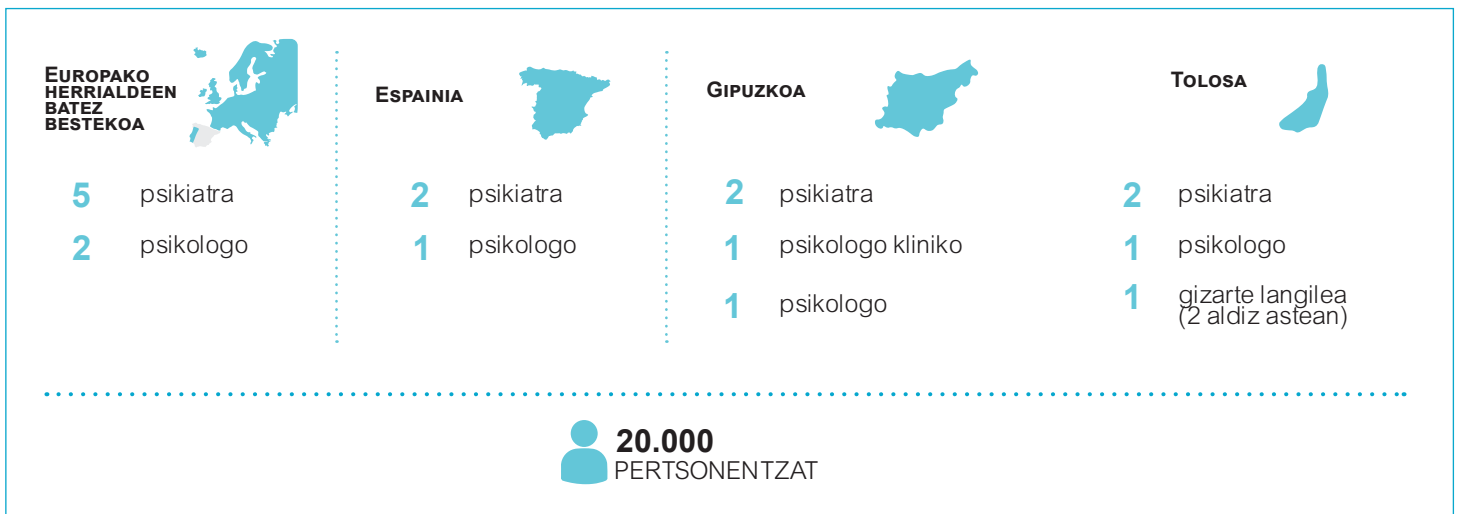 EUROPAKO
HERRIALDEEN
BATEZ
BESTEKOA
5 psikiatra
2 psikologo
ESPAINIA
2 psikiatra
1 psikologo
GIPUZKOA
2 psikiatra
1 psikologo kliniko
1 psikologo
TOLOSA
2 psikiatra
1 psikologo
1 gizarte langilea
(2 aldiz astean)
20.000
PERTSONENTZAT